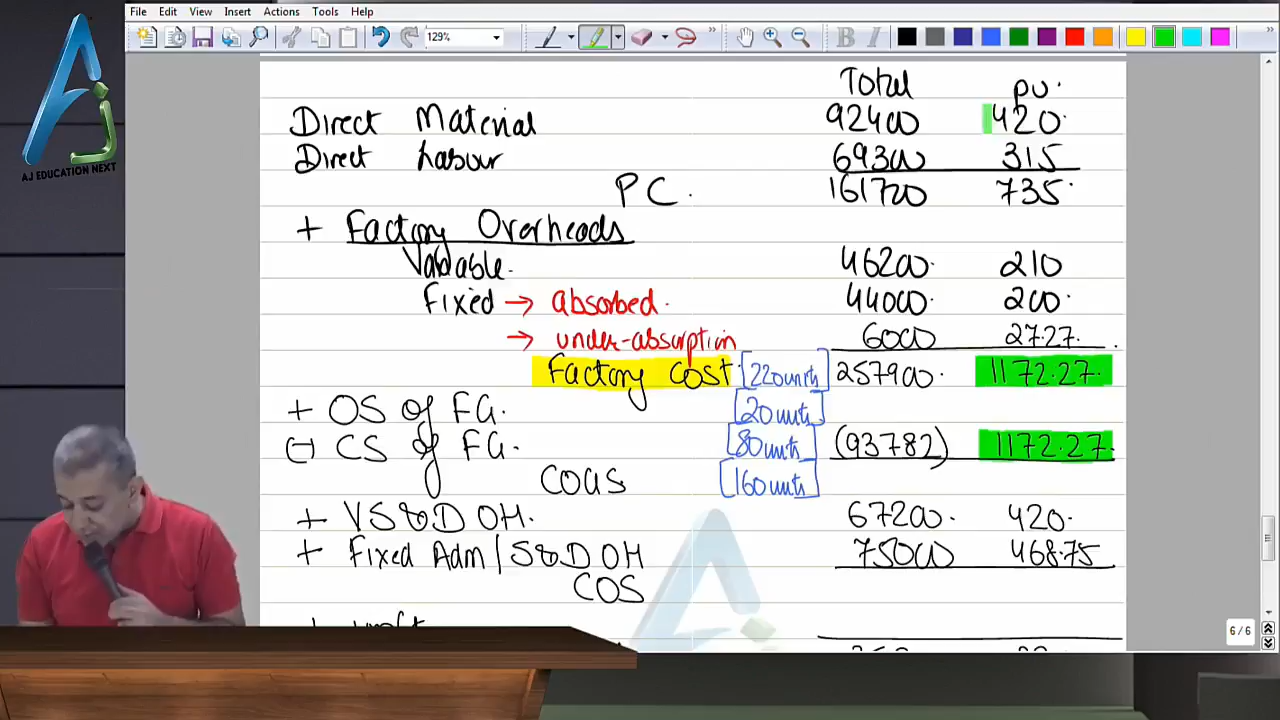 File Edit View Insert Actions Tools Help
129%
AJ EDUCATION NEXT
Total pu.
Direct Material 92400 420.
Direct Labour 69300 315
PC. 161700 735.
+ Factory Overheads
Variable. 46200. 210
Fixed → absorbed. 44000. 200.
→ under-absorption 6000 27.27.
Factory Cost. [220units] 257900. 1172.27.
+ OS of FG. [20units]
(-) CS of FG. [80units] (93782) 1172.27.
COGS [160units]
+ VS&D OH. 67200. 420.
+ Fixed Adm/S&D OH 75000 468.75
COS
6/6